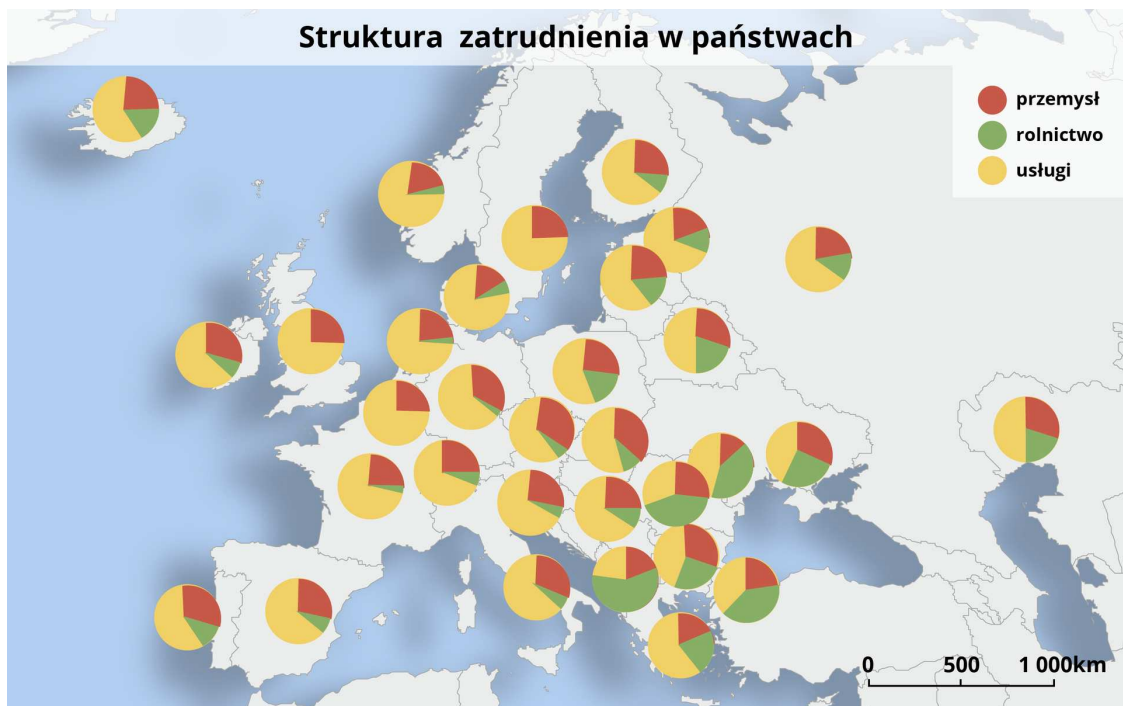 Struktura zatrudnienia w państwach
przemysł
rolnictwo
usługi
0 500 1 000km